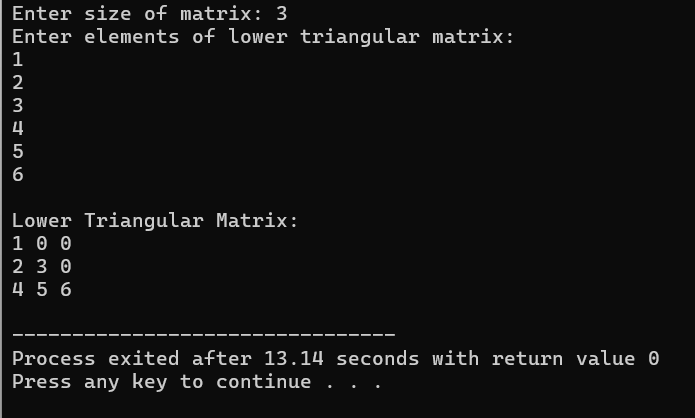 Enter size of matrix: 3
Enter elements of lower triangular matrix:
1
2
3
4
5
6
Lower Triangular Matrix:
1 0 0
2 3 0
4 5 6
--------------------------------
Process exited after 13.14 seconds with return value 0
Press any key to continue . . .